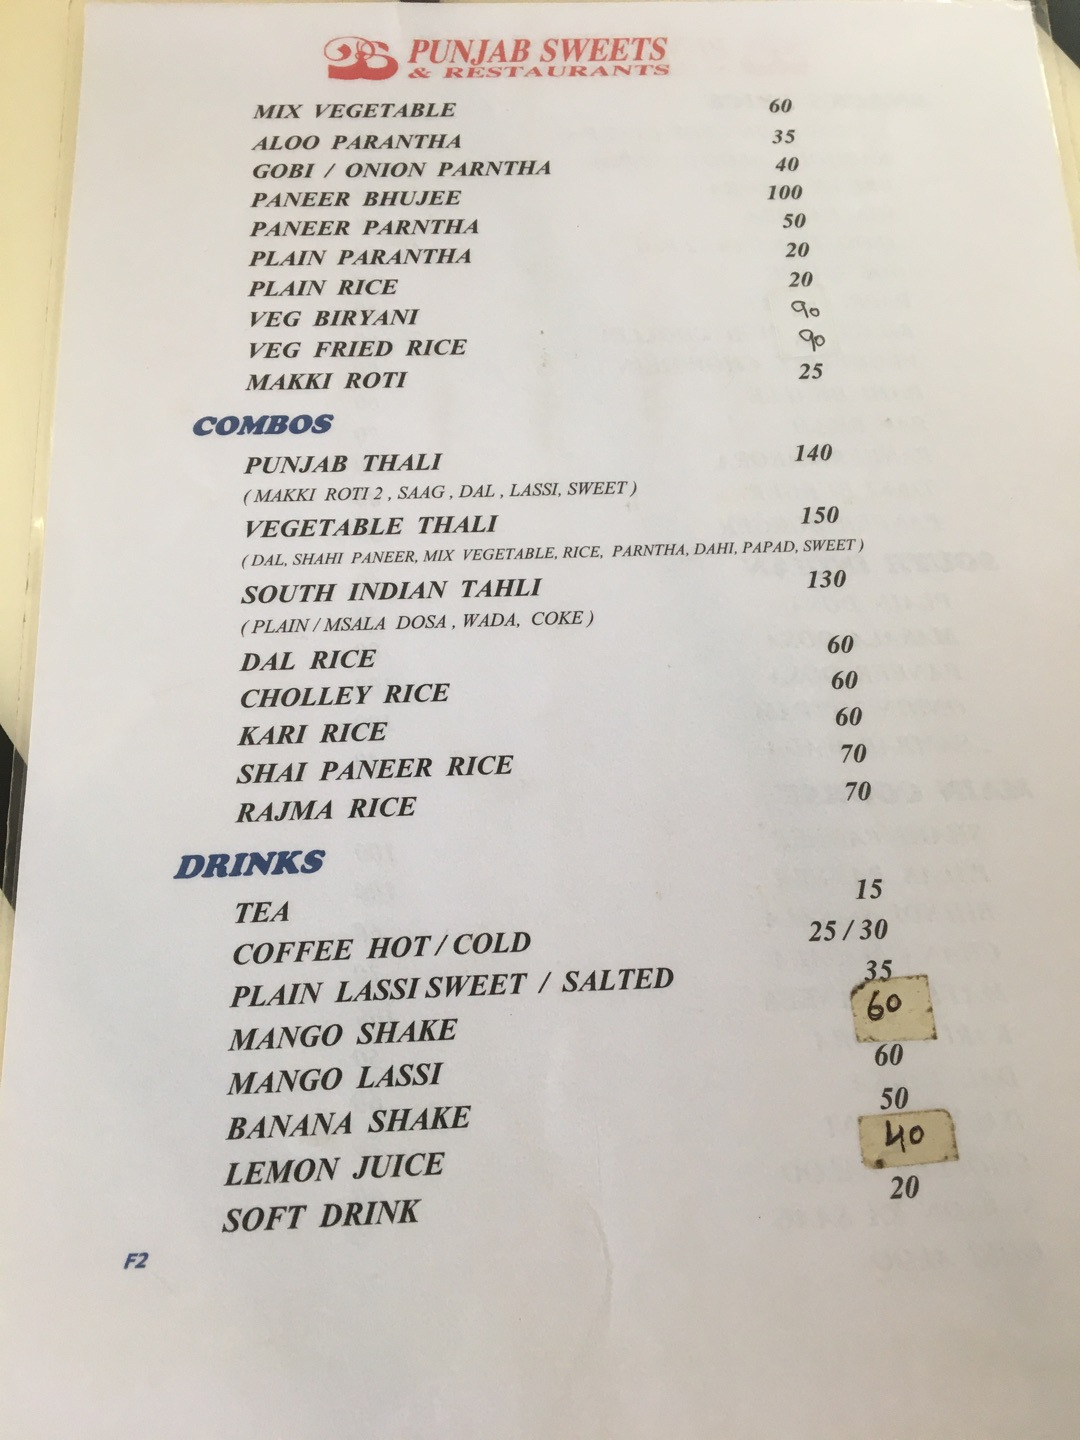 PUNJAB SWEETS
& RESTAURANTS
MIX VEGETABLE 60
ALOO PARANTHA 35
GOBI / ONION PARNTHA 40
PANEER BHUJEE 100
PANEER PARNTHA 50
PLAIN PARANTHA 20
PLAIN RICE 20
VEG BIRYANI 90
VEG FRIED RICE 90
MAKKI ROTI 25
COMBOS
PUNJAB THALI 140
( MAKKI ROTI 2 , SAAG , DAL , LASSI, SWEET )
VEGETABLE THALI 150
( DAL, SHAHI PANEER, MIX VEGETABLE, RICE, PARNTHA, DAHI, PAPAD, SWEET )
SOUTH INDIAN TAHLI 130
( PLAIN / MSALA DOSA , WADA, COKE )
DAL RICE 60
CHOLLEY RICE 60
KARI RICE 60
SHAI PANEER RICE 70
RAJMA RICE 70
DRINKS
TEA 15
COFFEE HOT / COLD 25 / 30
PLAIN LASSI SWEET / SALTED 35
MANGO SHAKE 60
MANGO LASSI 60
BANANA SHAKE 50
LEMON JUICE 40
SOFT DRINK 20
F2